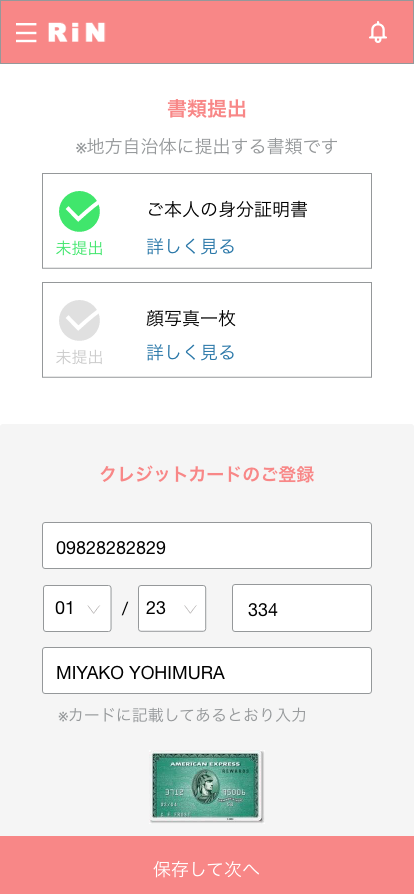 RiN
書類提出
※地方自治体に提出する書類です
ご本人の身分証明書
未提出
詳しく見る
顔写真一枚
未提出
詳しく見る
クレジットカードのご登録
09828282829
01 / 23 334
MIYAKO YOHIMURA
※カードに記載してあるとおり入力
AMERICAN EXPRESS
REWARDS
3712 95006
保存して次へ